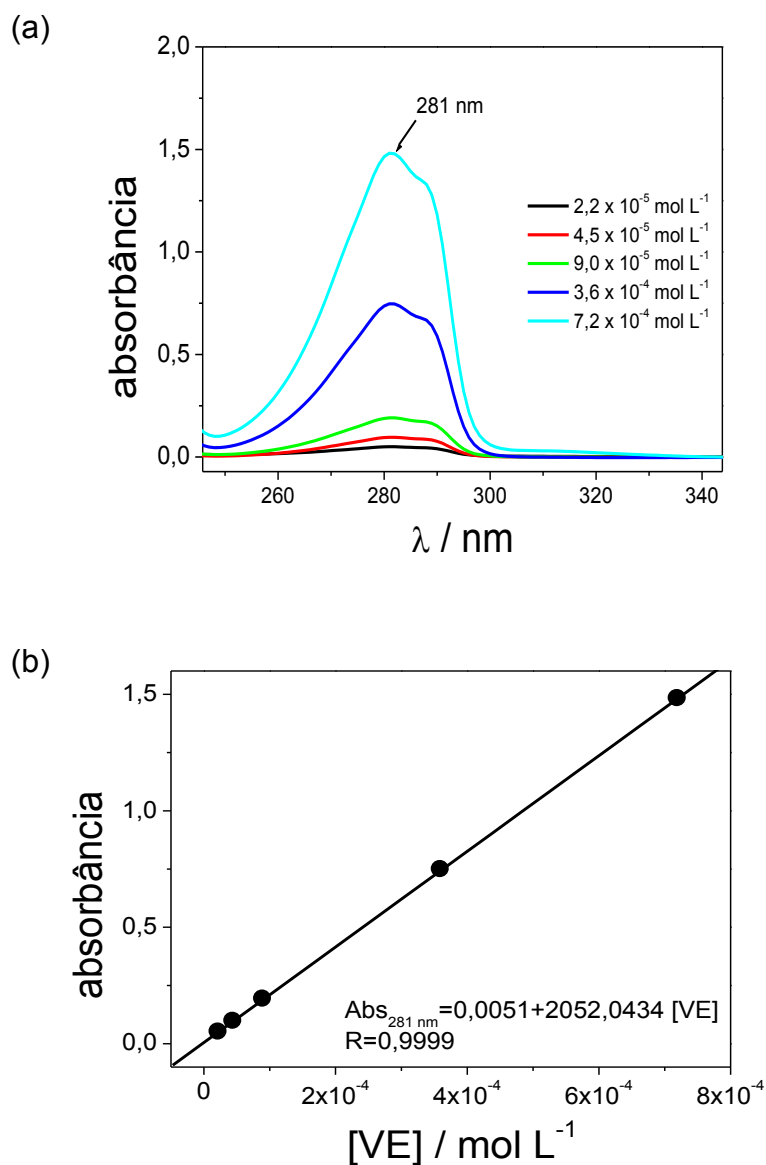 (a)
2,0
1,5
1,0
0,5
0,0
absorbância
281 nm
2,2 x 10⁻⁵ mol L⁻¹
4,5 x 10⁻⁵ mol L⁻¹
9,0 x 10⁻⁵ mol L⁻¹
3,6 x 10⁻⁴ mol L⁻¹
7,2 x 10⁻⁴ mol L⁻¹
260 280 300 320 340
λ / nm
(b)
1,5
1,0
0,5
0,0
absorbância
Abs₂₈₁ ₙₘ=0,0051+2052,0434 [VE]
R=0,9999
0 2x10⁻⁴ 4x10⁻⁴ 6x10⁻⁴ 8x10⁻⁴
[VE] / mol L⁻¹